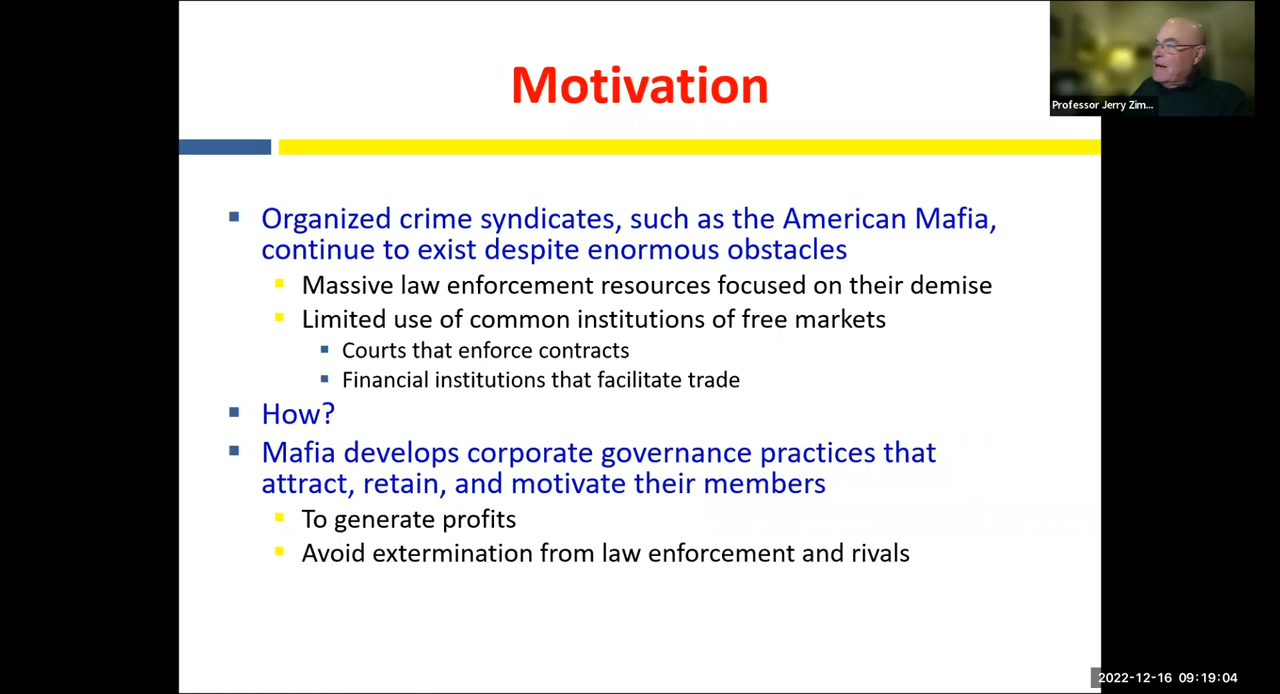 Motivation
Professor Jerry Zim...
Organized crime syndicates, such as the American Mafia,
continue to exist despite enormous obstacles
Massive law enforcement resources focused on their demise
Limited use of common institutions of free markets
Courts that enforce contracts
Financial institutions that facilitate trade
How?
Mafia develops corporate governance practices that
attract, retain, and motivate their members
To generate profits
Avoid extermination from law enforcement and rivals
2022-12-16 09:19:04